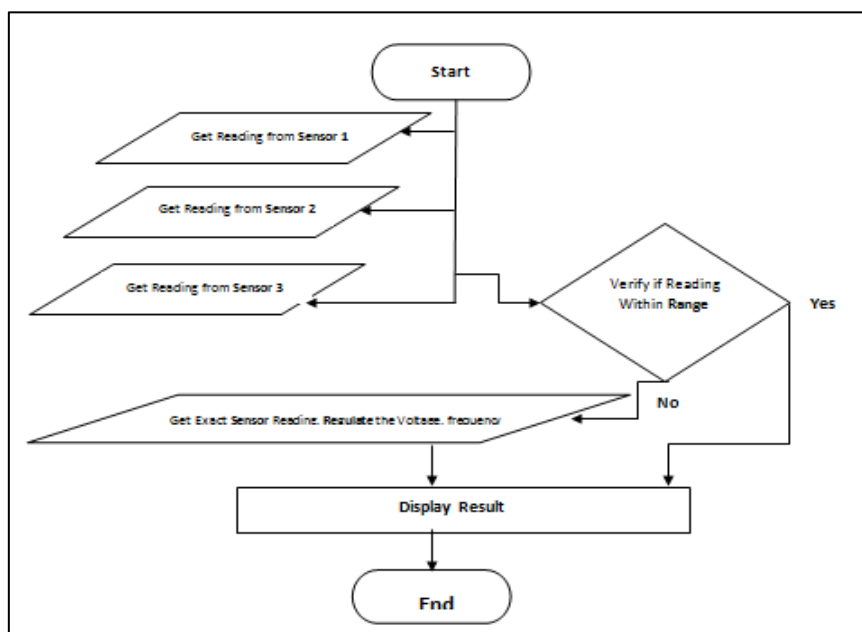 Start
Get Reading from Sensor 1
Get Reading from Sensor 2
Get Reading from Sensor 3
Verify if Reading
Within Range
Yes
No
Get Exact Sensor Reading. Regulate the Voltage. frequency
Display Result
End